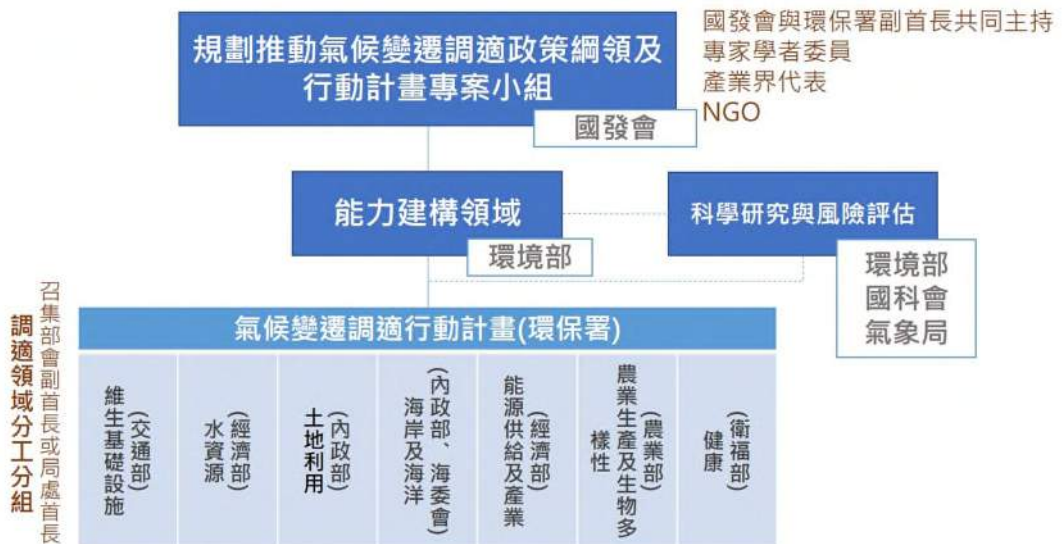 規劃推動氣候變遷調適政策綱領及
行動計畫專案小組
國發會
國發會與環保署副首長共同主持
專家學者委員
產業界代表
NGO
能力建構領域
環境部
科學研究與風險評估
環境部
國科會
氣象局
調適領域分工分組
召集部會副首長或局處首長
氣候變遷調適行動計畫(環保署)
維生基礎設施
(交通部)
水資源
(經濟部)
土地利用
(內政部)
海岸及海洋
(內政部、海委會)
能源供給及產業
(經濟部)
農業生產及生物多
樣性
(農業部)
健康
(衛福部)